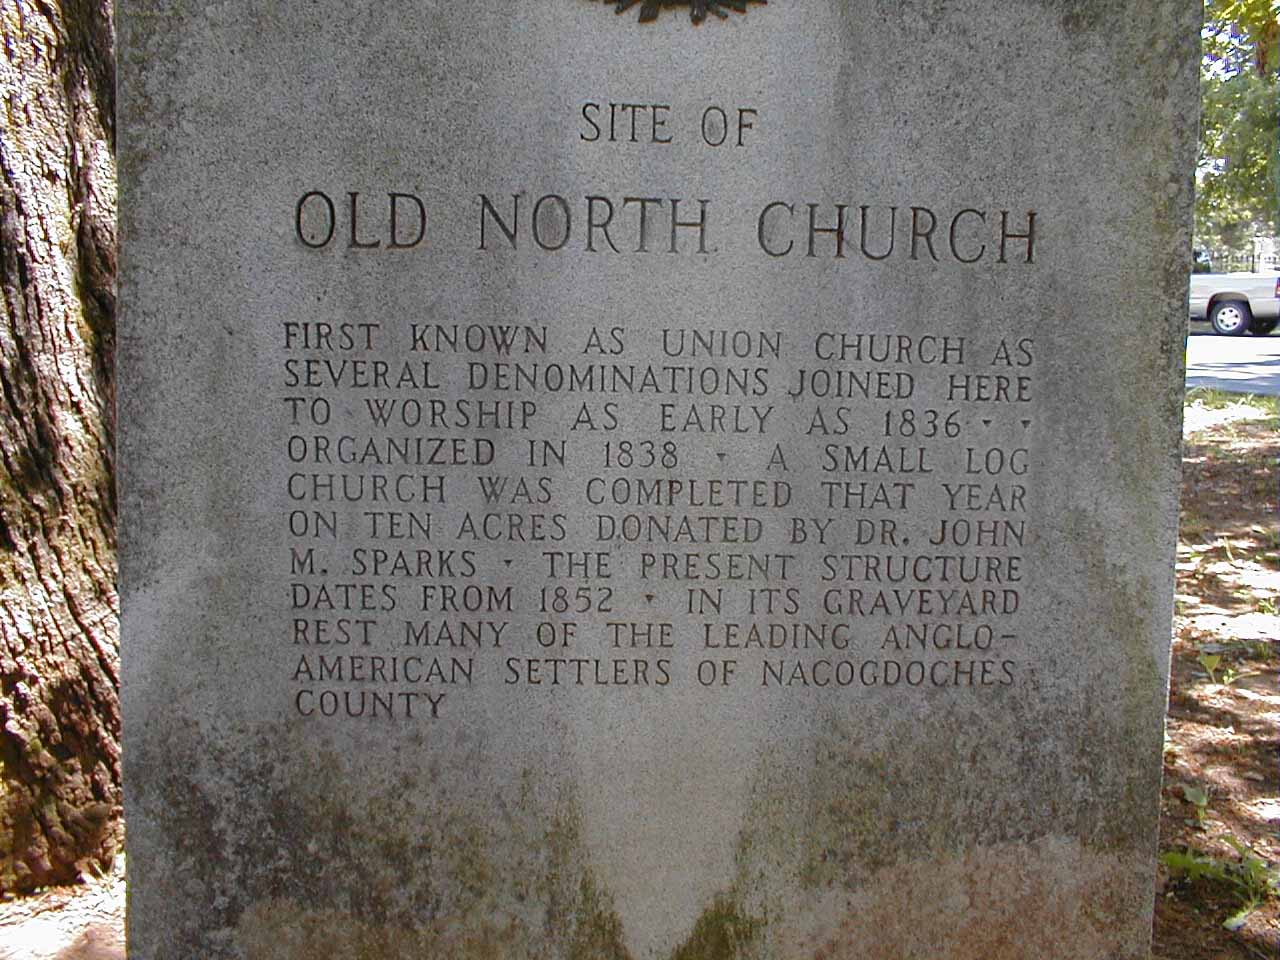 SITE OF
OLD NORTH CHURCH
FIRST KNOWN AS UNION CHURCH AS
SEVERAL DENOMINATIONS JOINED HERE
TO WORSHIP AS EARLY AS 1836 · ·
ORGANIZED IN 1838 · A SMALL LOG
CHURCH WAS COMPLETED THAT YEAR
ON TEN ACRES DONATED BY DR. JOHN
M. SPARKS · THE PRESENT STRUCTURE
DATES FROM 1852 · IN ITS GRAVEYARD
REST MANY OF THE LEADING ANGLO-
AMERICAN SETTLERS OF NACOGDOCHES
COUNTY